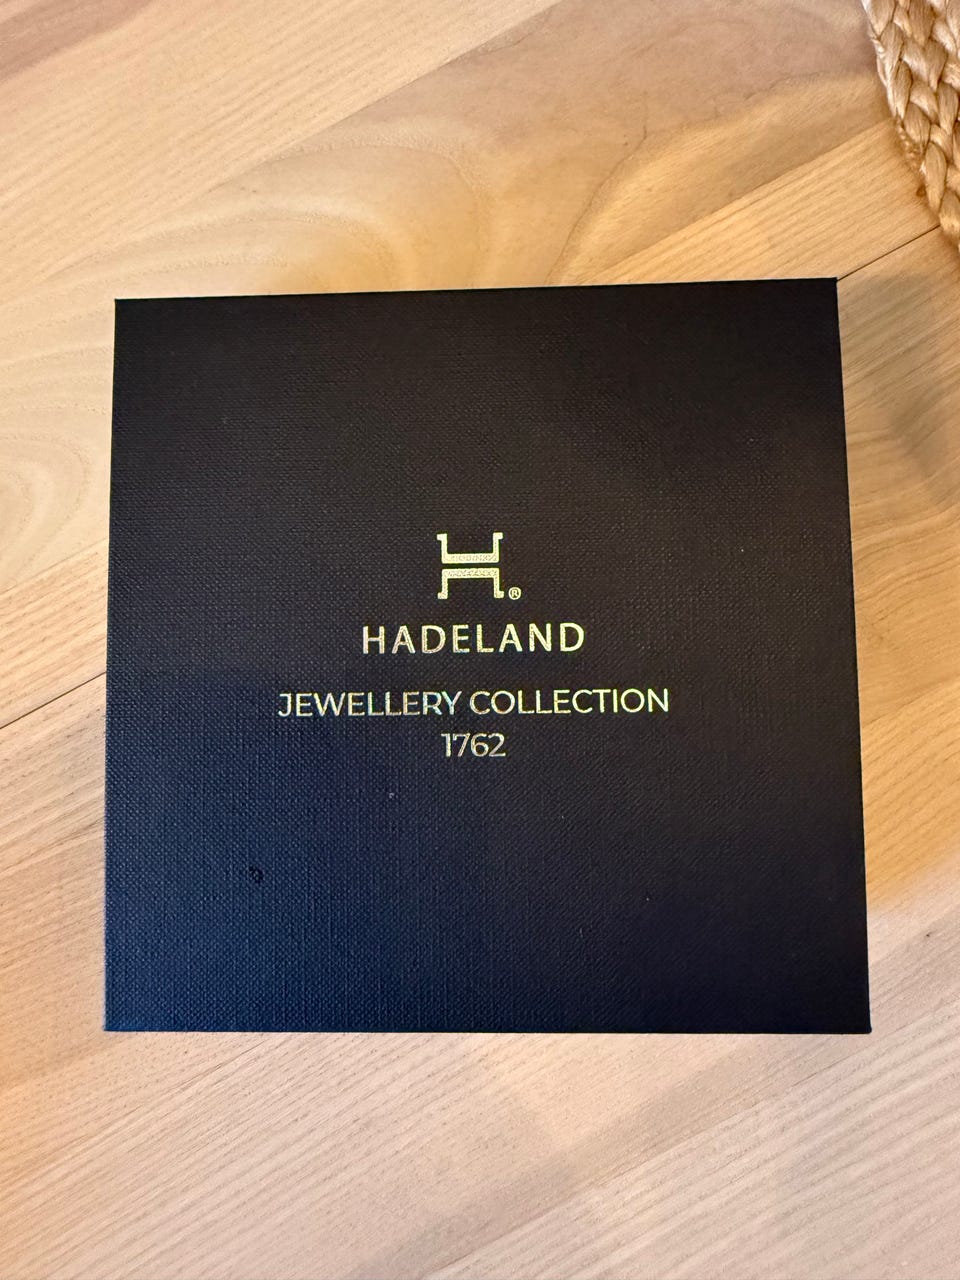 H®
HADELAND
JEWELLERY COLLECTION
1762